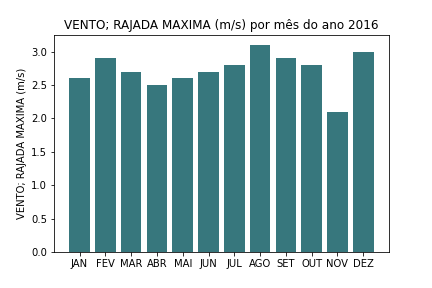 VENTO; RAJADA MAXIMA (m/s) por mês do ano 2016
VENTO; RAJADA MAXIMA (m/s)
3.0
2.5
2.0
1.5
1.0
0.5
0.0
JAN FEV MAR ABR MAI JUN JUL AGO SET OUT NOV DEZ